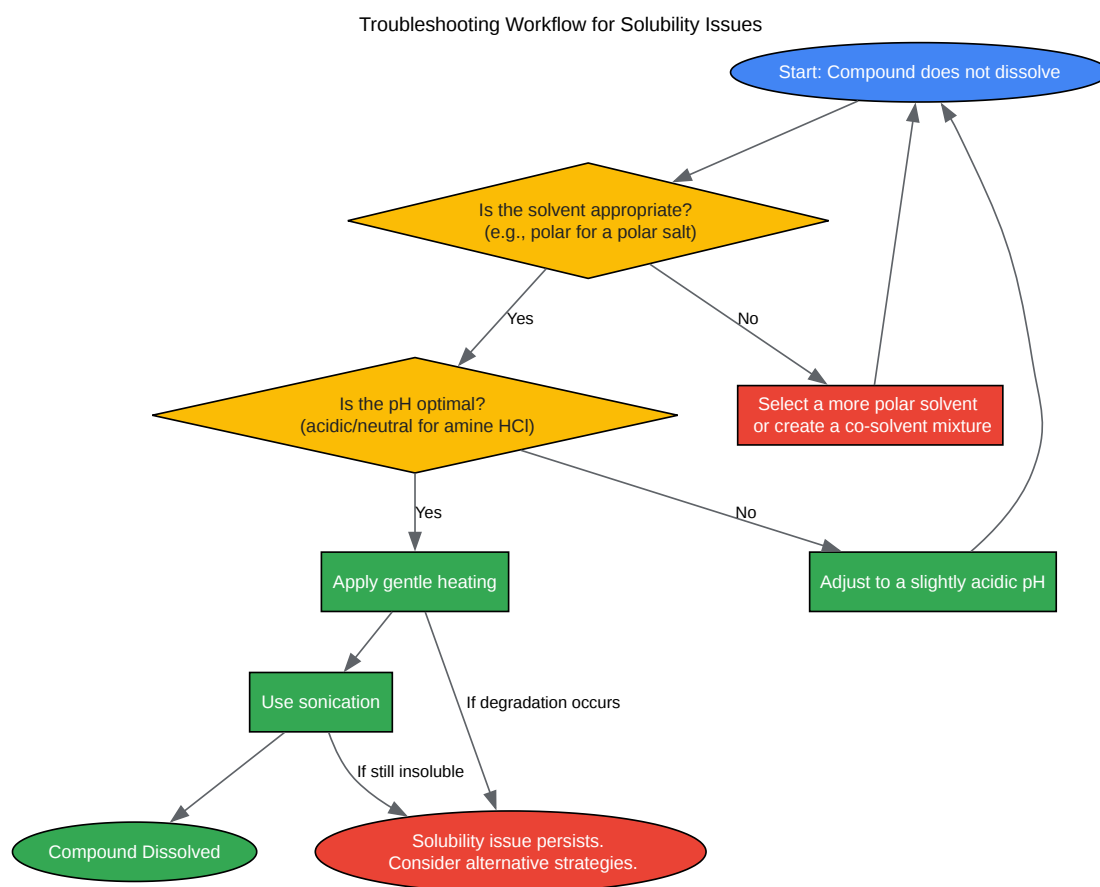 Troubleshooting Workflow for Solubility Issues
Start: Compound does not dissolve
Is the solvent appropriate?
(e.g., polar for a polar salt)
Yes
No
Is the pH optimal?
(acidic/neutral for amine HCl)
Select a more polar solvent
or create a co-solvent mixture
Yes
No
Apply gentle heating
Adjust to a slightly acidic pH
Use sonication
If degradation occurs
If still insoluble
Compound Dissolved
Solubility issue persists.
Consider alternative strategies.